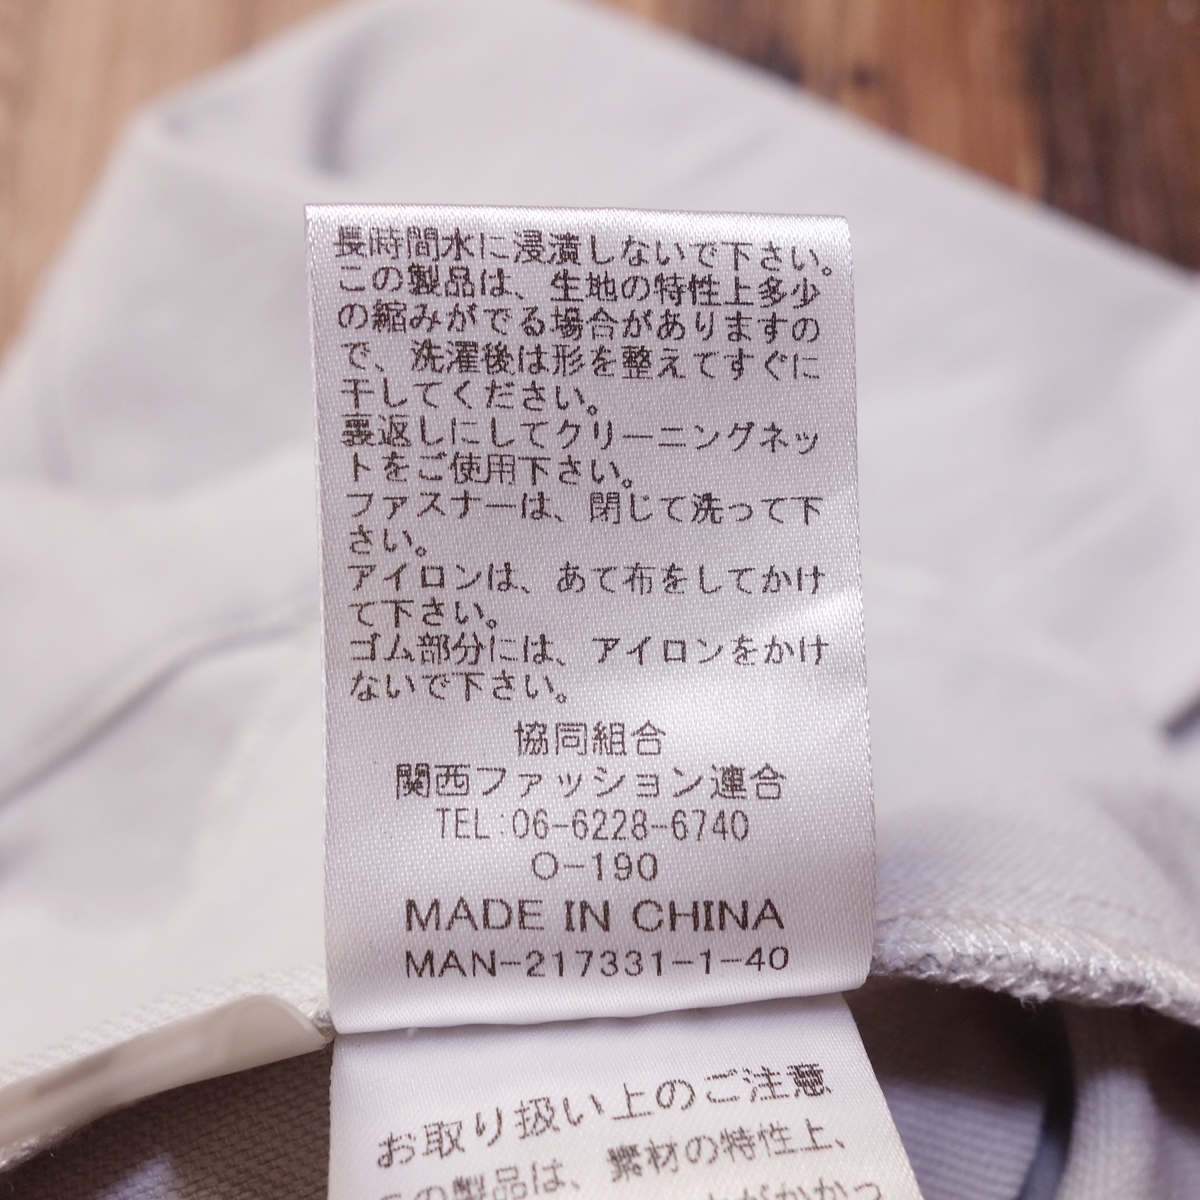 長時間水に浸漬しないで下さい。
この製品は、生地の特性上多少
の縮みがでる場合がありますの
で、洗濯後は形を整えてすぐに
干してください。
裏返しにしてクリーニングネッ
トをご使用下さい。
ファスナーは、閉じて洗って下
さい。
アイロンは、あて布をしてかけ
て下さい。
ゴム部分には、アイロンをかけ
ないで下さい。
協同組合
関西ファッション連合
TEL:06-6228-6740
O-190
MADE IN CHINA
MAN-217331-1-40
お取り扱い上のご注意
この製品は、素材の特性上、
がかかっ